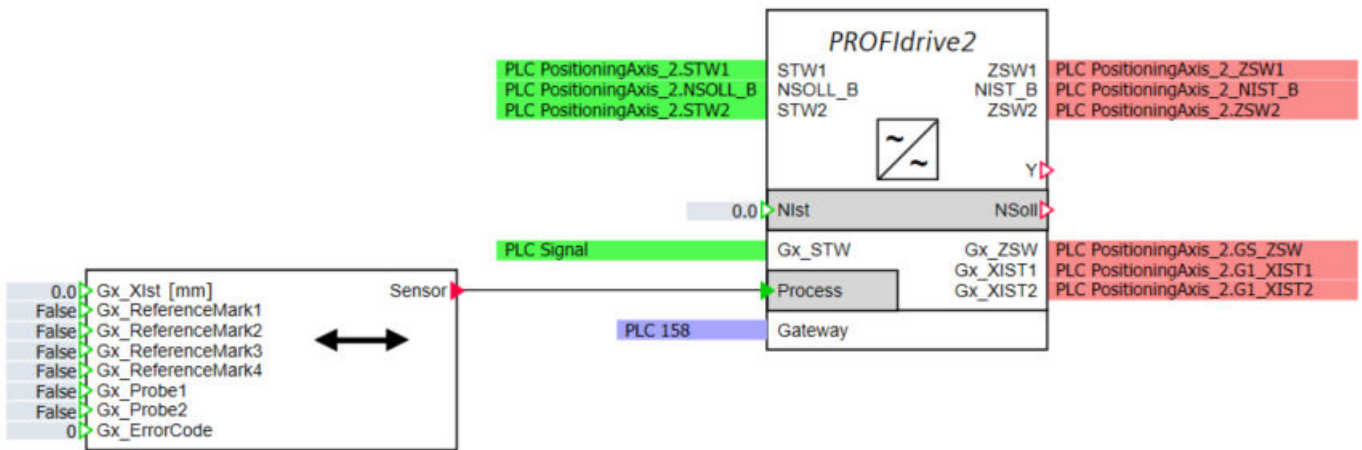 PROFIdrive2
PLC PositioningAxis_2.STW1 STW1 ZSW1 PLC PositioningAxis_2_ZSW1
PLC PositioningAxis_2.NSOLL_B NSOLL_B NIST_B PLC PositioningAxis_2_NIST_B
PLC PositioningAxis_2.STW2 STW2 ZSW2 PLC PositioningAxis_2.ZSW2
~
~
Y
0.0 NIst NSoll
PLC Signal Gx_STW Gx_ZSW PLC PositioningAxis_2.GS_ZSW
Gx_XIST1 PLC PositioningAxis_2.G1_XIST1
Process Gx_XIST2 PLC PositioningAxis_2.G1_XIST2
PLC 158 Gateway
0.0 Gx_XIst [mm] Sensor
False Gx_ReferenceMark1
False Gx_ReferenceMark2
False Gx_ReferenceMark3
False Gx_ReferenceMark4
False Gx_Probe1
False Gx_Probe2
0 Gx_ErrorCode